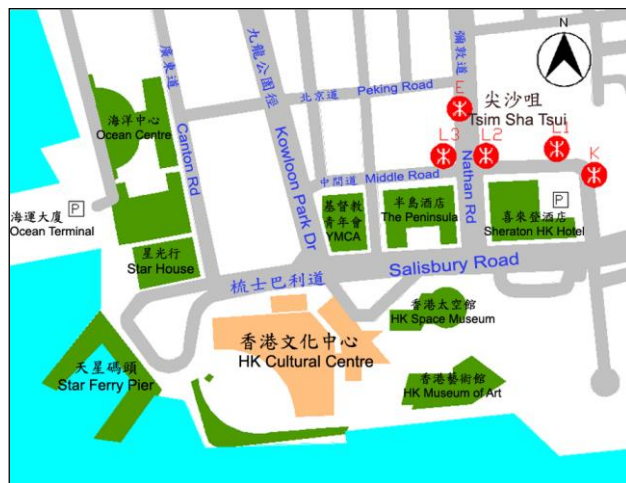 N
彌敦道
九龍公園徑
廣東道
北京道 Peking Road
E
尖沙咀
Tsim Sha Tsui
海洋中心
Ocean Centre
Canton Rd
Kowloon Park Dr
L3
L2
L1
K
Nathan Rd
中間道 Middle Road
P
海運大廈
Ocean Terminal
基督教
青年會
YMCA
半島酒店
The Peninsula
P
喜來登酒店
Sheraton HK Hotel
星光行
Star House
梳士巴利道
Salisbury Road
香港太空館
HK Space Museum
香港文化中心
HK Cultural Centre
天星碼頭
Star Ferry Pier
香港藝術館
HK Museum of Art